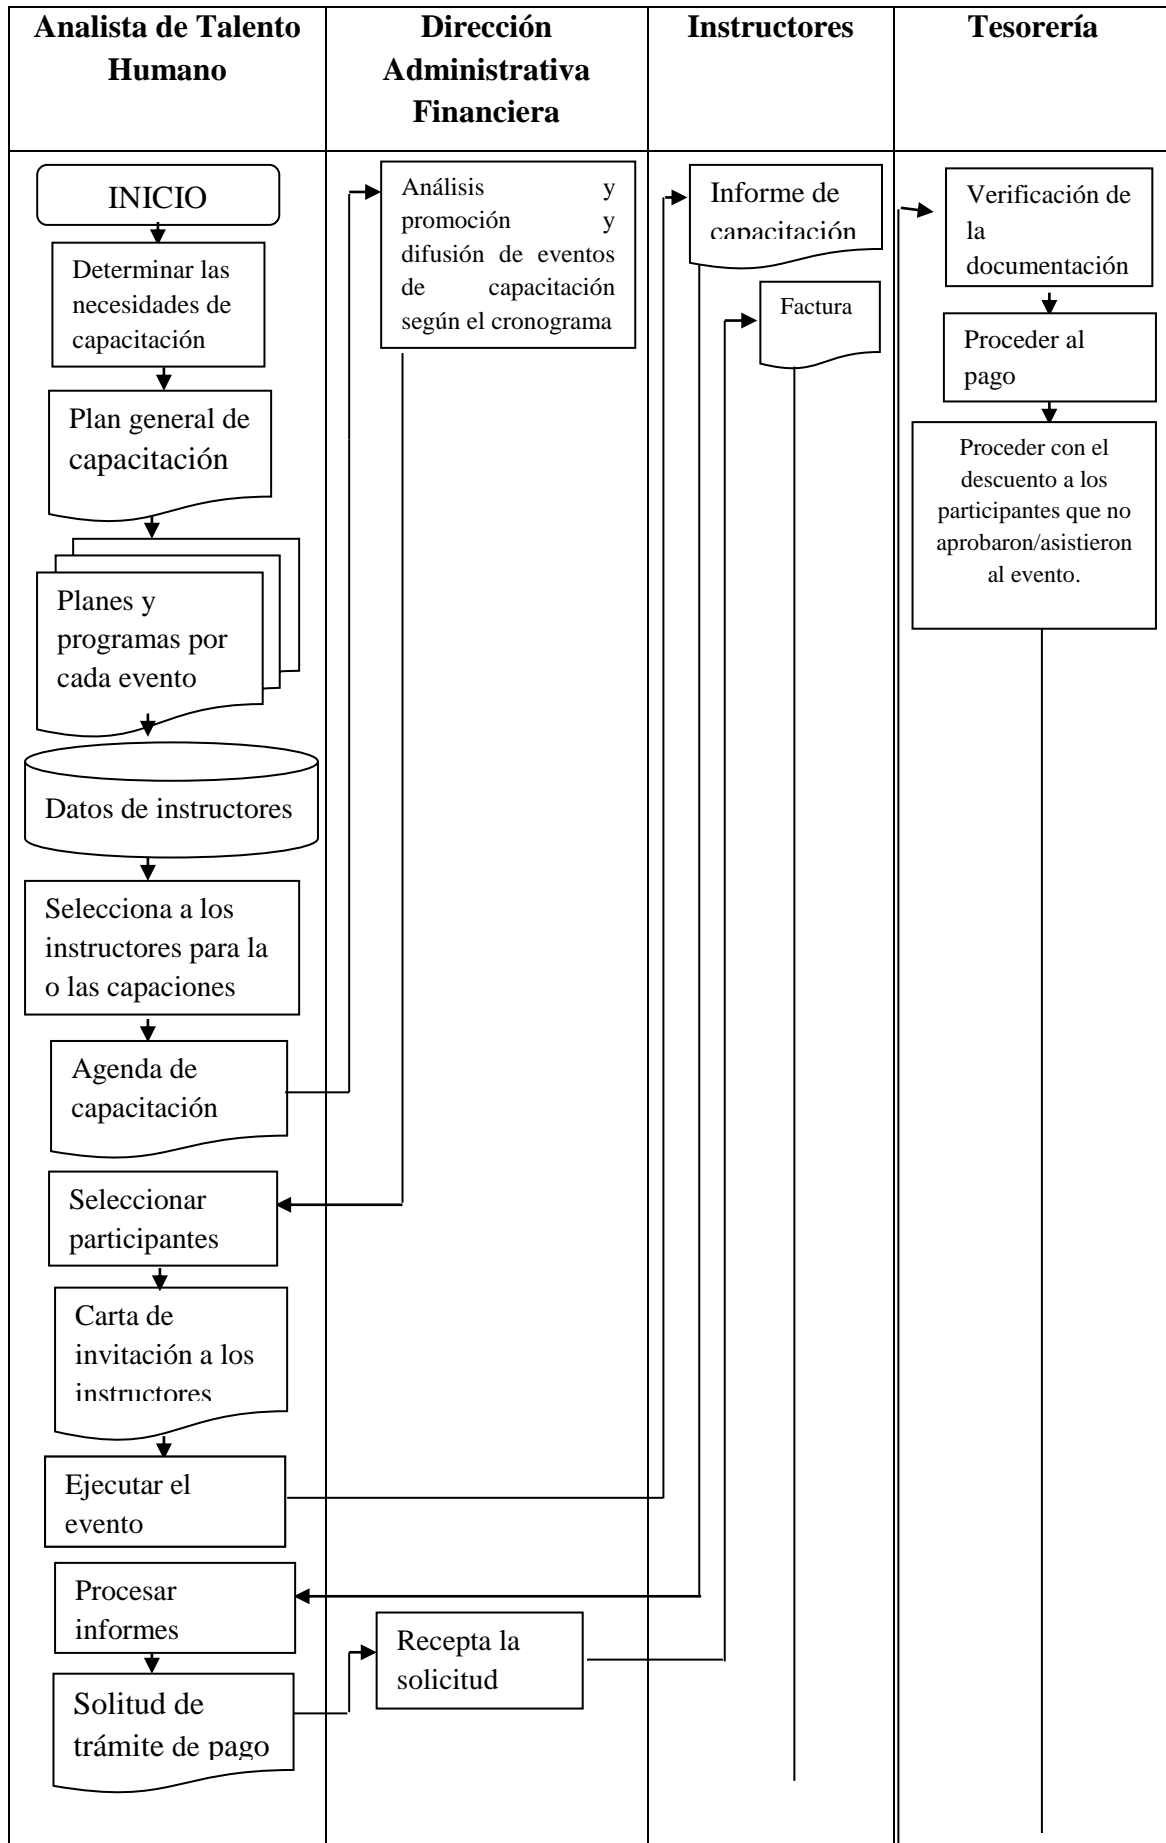 Analista de Talento
Humano
Dirección
Administrativa
Financiera
Instructores
Tesorería
INICIO
Determinar las
necesidades de
capacitación
Plan general de
capacitación
Planes y
programas por
cada evento
Datos de instructores
Selecciona a los
instructores para la
o las capaciones
Agenda de
capacitación
Seleccionar
participantes
Carta de
invitación a los
instructores
Ejecutar el
evento
Procesar
informes
Solitud de
trámite de pago
Análisis y
promoción y
difusión de eventos
de capacitación
según el cronograma
Recepta la
solicitud
Informe de
capacitación
Factura
Verificación de
la
documentación
Proceder al
pago
Proceder con el
descuento a los
participantes que no
aprobaron/asistieron
al evento.